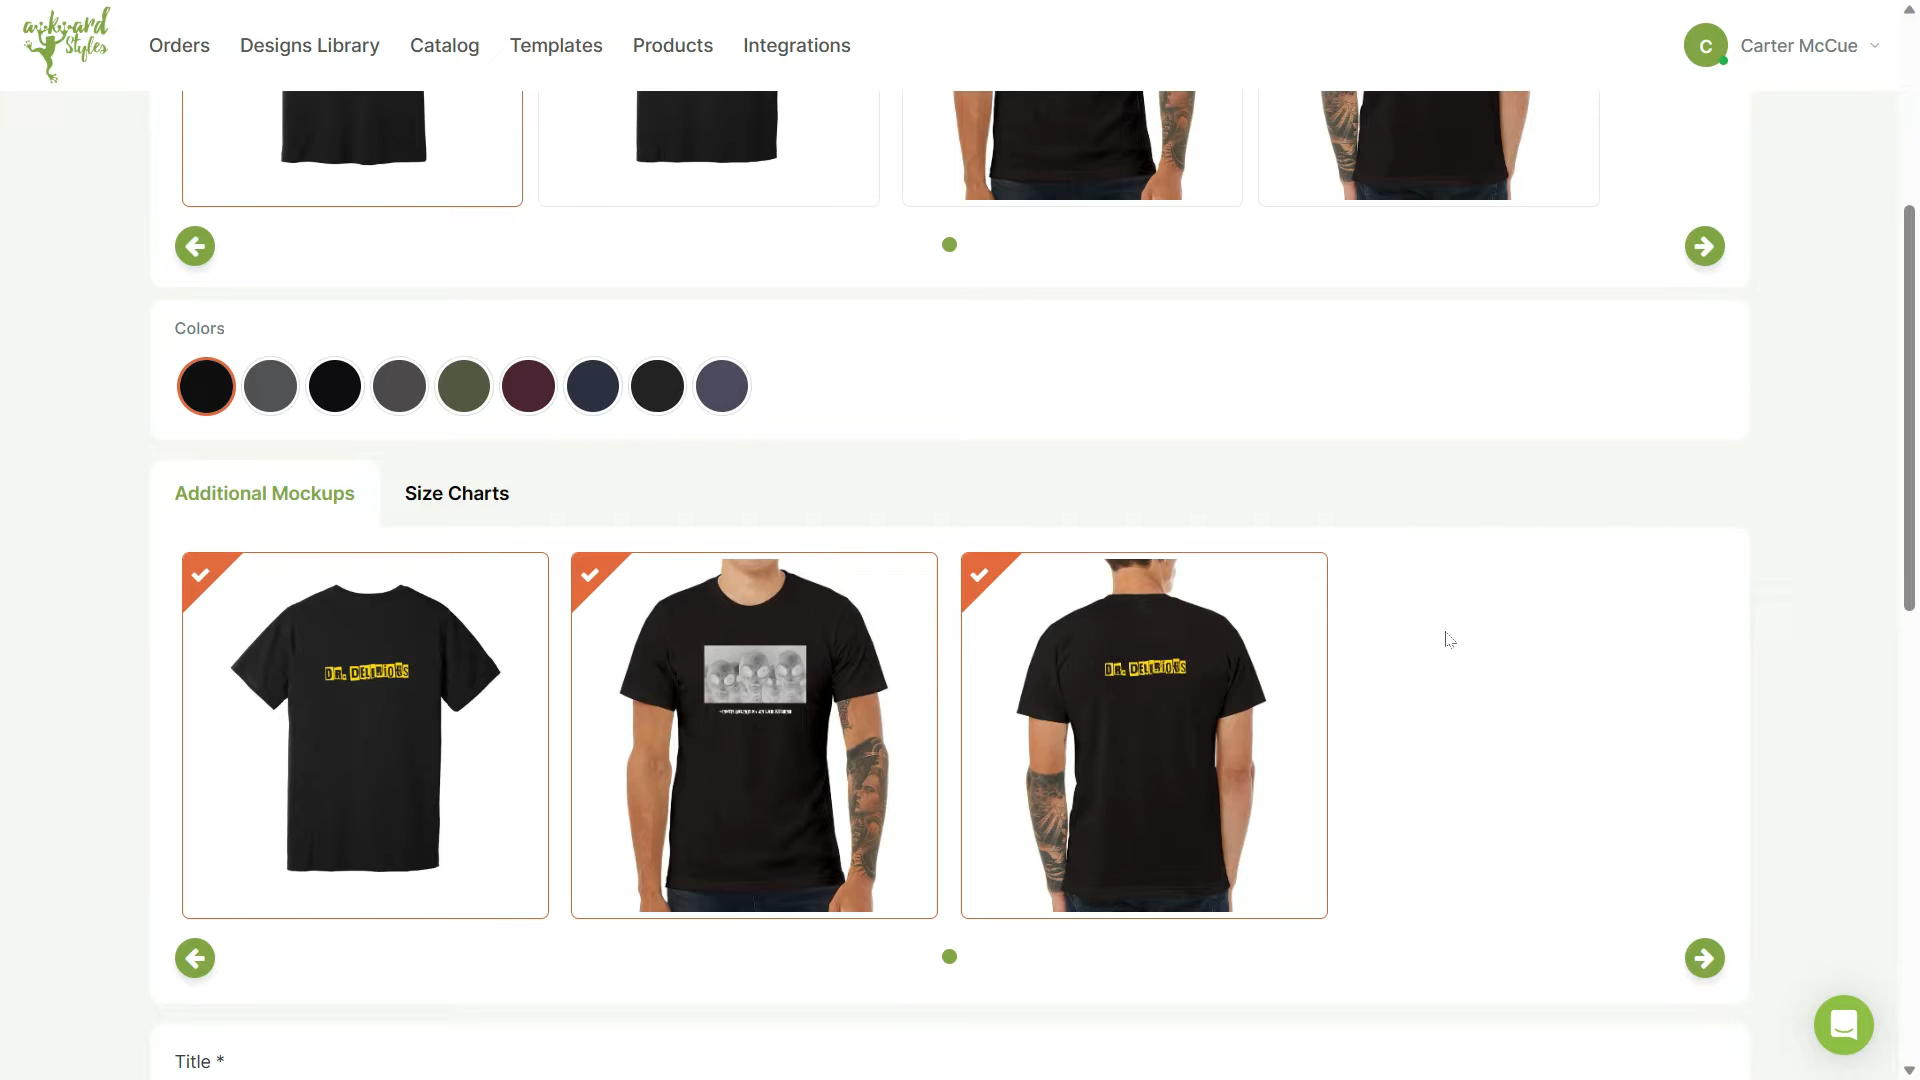 awkward
Styles
Orders
Designs Library
Catalog
Templates
Products
Integrations
C
Carter McCue
Colors
Additional Mockups
Size Charts
DR. DELIRIOUS
DR. DELIRIOUS
Title *